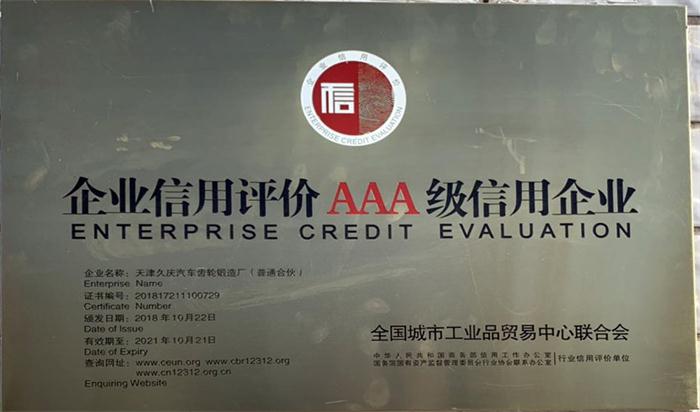 企业信用评价
信
ENTERPRISE CREDIT EVALUATION
企业信用评价AAA级信用企业
ENTERPRISE CREDIT EVALUATION
企业名称：天津久庆汽车齿轮锻造厂（普通合伙）
Enterprise Name
证书编号：201817211100729
Certificate Number
颁发日期：2018年10月22日
Date of Issue
有效期至：2021年10月21日
Date of Expiry
查询网址：www.ceun.org www.cbr12312.org
www.cn12312.org.cn
Enquiring Website
全国城市工业品贸易中心联合会
中华人民共和国商务部信用工作办公室
国务院国有资产监督管理委员会行业协会联系办公室
行业信用评价单位